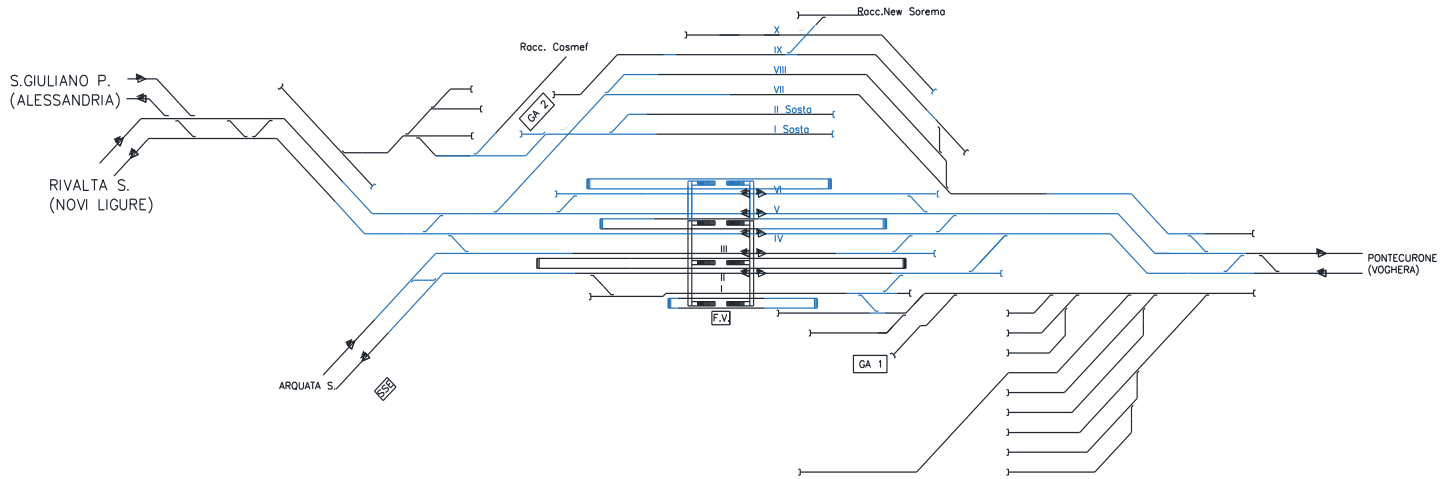 Racc.New Sorema
X
Racc. Cosmef
IX
VIII
S.GIULIANO P.
(ALESSANDRIA)
VII
GA 2
II Sosta
I Sosta
RIVALTA S.
(NOVI LIGURE)
VI
V
IV
III
PONTECURONE
(VOGHERA)
II
I
F.V.
GA 1
ARQUATA S.
SSE